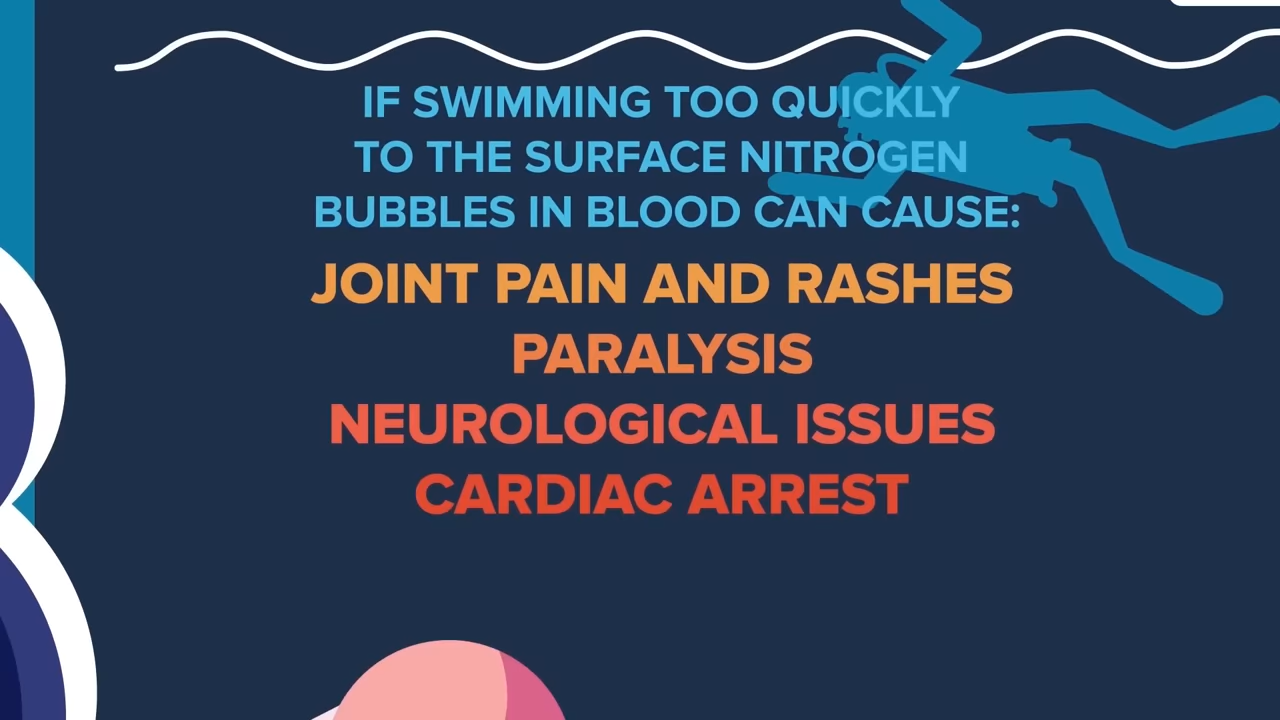 IF SWIMMING TOO QUICKLY
TO THE SURFACE NITROGEN
BUBBLES IN BLOOD CAN CAUSE:
JOINT PAIN AND RASHES
PARALYSIS
NEUROLOGICAL ISSUES
CARDIAC ARREST